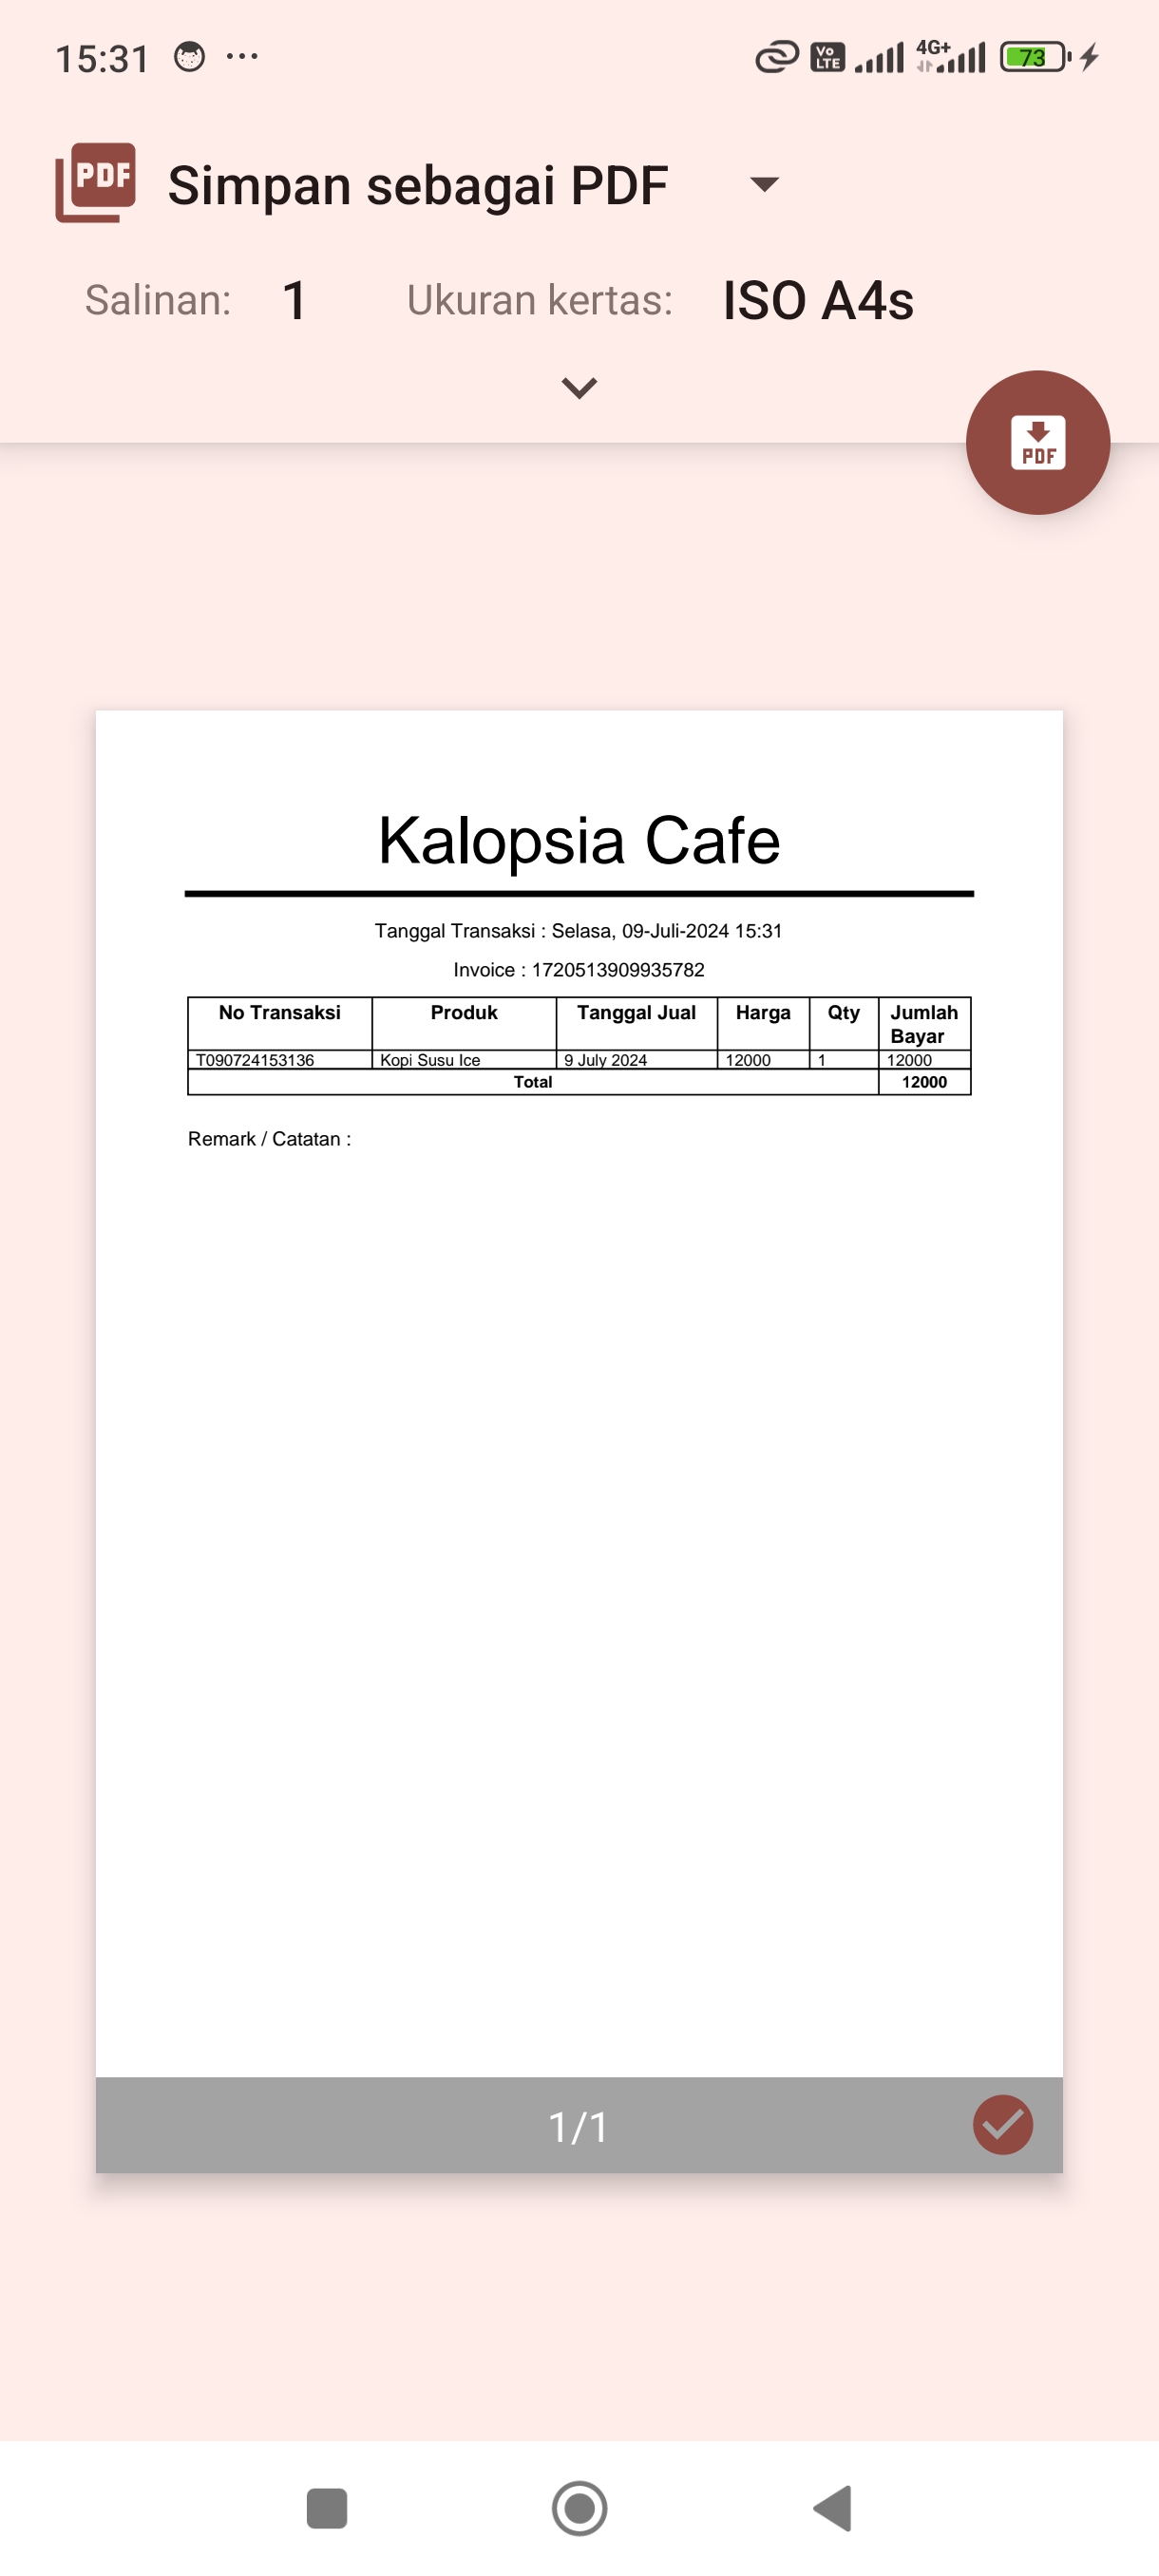 15:31 ... Vo LTE 4G+ 73
PDF Simpan sebagai PDF
Salinan: 1 Ukuran kertas: ISO A4s
PDF
Kalopsia Cafe
Tanggal Transaksi : Selasa, 09-Juli-2024 15:31
Invoice : 1720513909935782
No Transaksi Produk Tanggal Jual Harga Qty Jumlah
Bayar
T090724153136 Kopi Susu Ice 9 July 2024 12000 1 12000
Total 12000
Remark / Catatan :
1/1